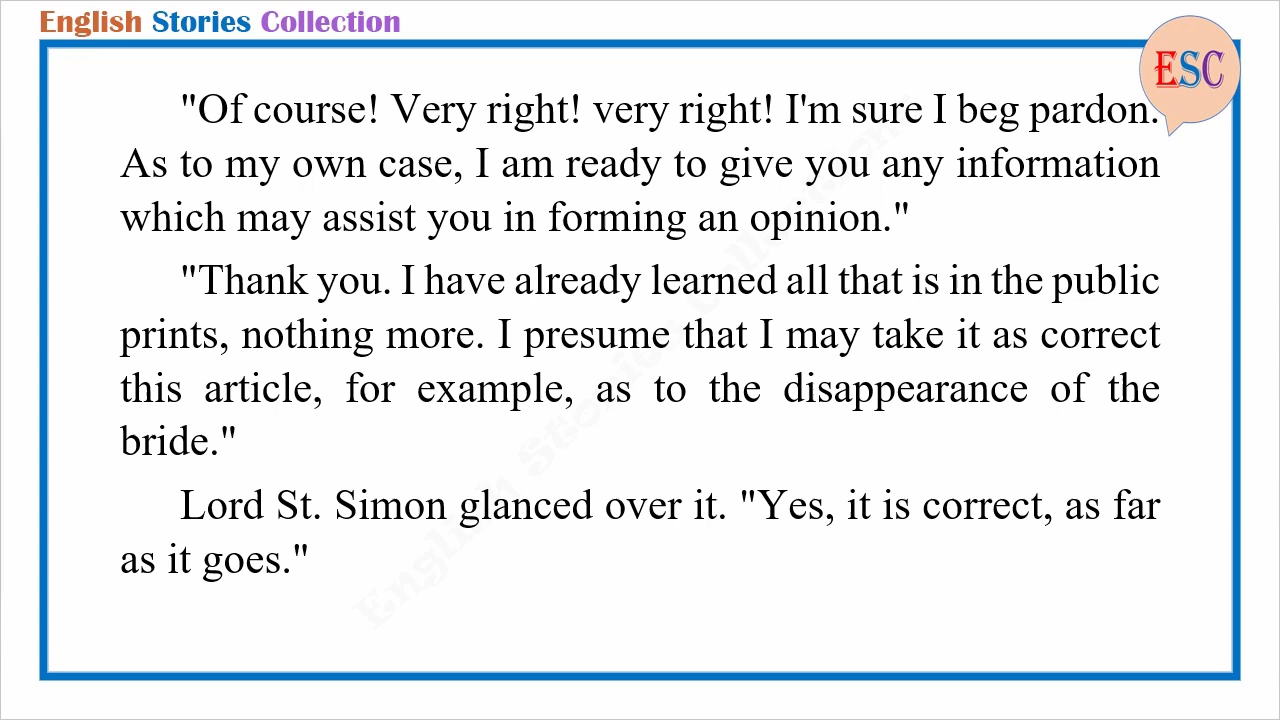 English Stories Collection
ESC
"Of course! Very right! very right! I'm sure I beg pardon.
As to my own case, I am ready to give you any information
which may assist you in forming an opinion."
"Thank you. I have already learned all that is in the public
prints, nothing more. I presume that I may take it as correct
this article, for example, as to the disappearance of the
bride."
Lord St. Simon glanced over it. "Yes, it is correct, as far
as it goes."
English Stories Collection